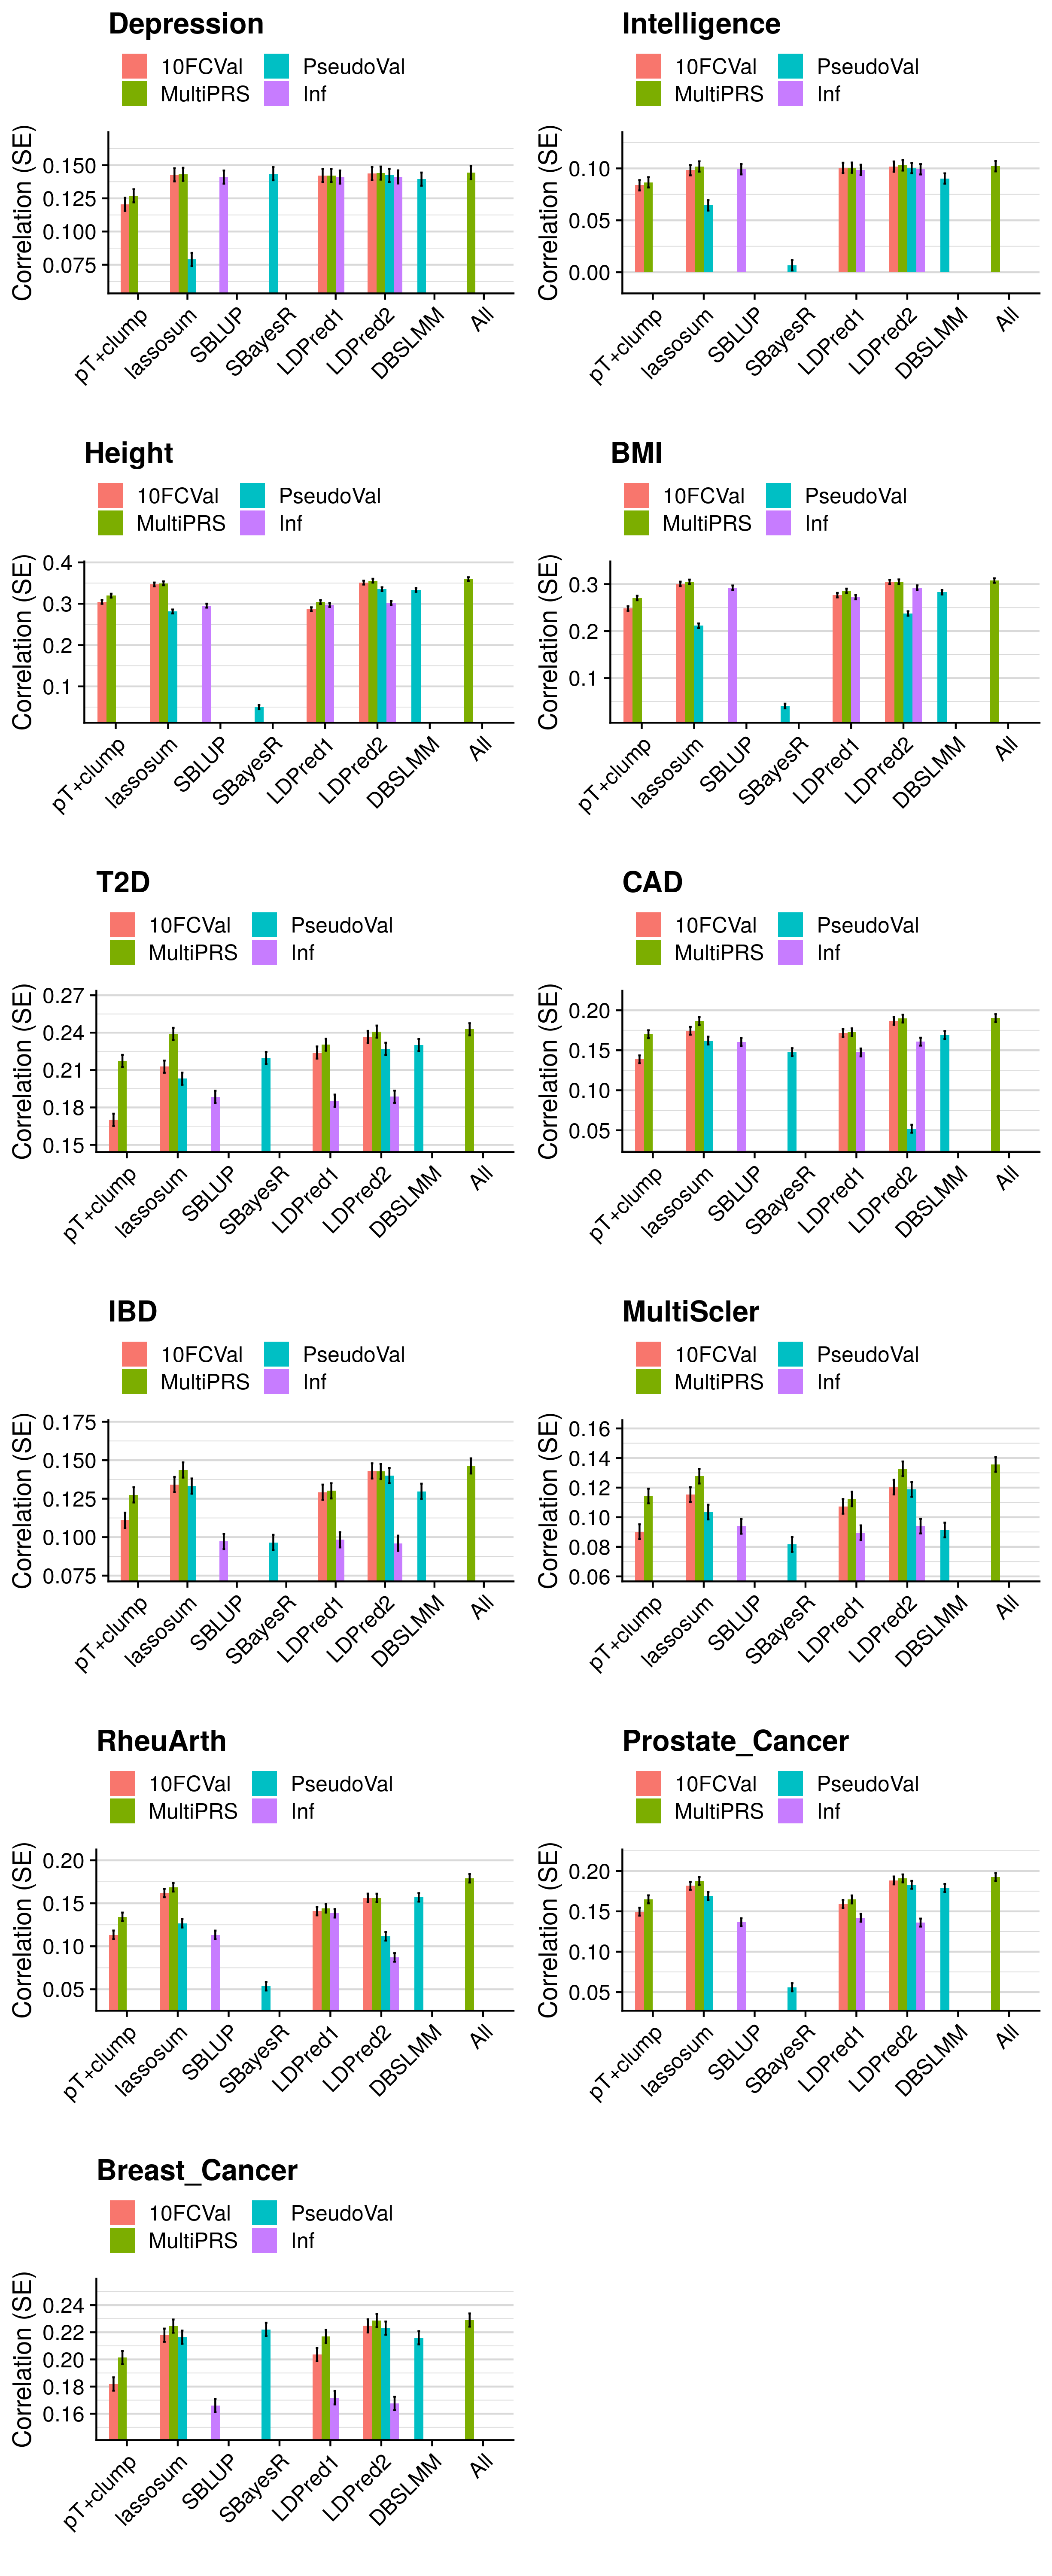 Depression
10FCVal PseudoVal
MultiPRS Inf
Correlation (SE)
0.150
0.125
0.100
0.075
pT+clump lassosum SBLUP SBayesR LDPred1 LDPred2 DBSLMM All
Intelligence
10FCVal PseudoVal
MultiPRS Inf
Correlation (SE)
0.10
0.05
0.00
pT+clump lassosum SBLUP SBayesR LDPred1 LDPred2 DBSLMM All
Height
10FCVal PseudoVal
MultiPRS Inf
Correlation (SE)
0.4
0.3
0.2
0.1
pT+clump lassosum SBLUP SBayesR LDPred1 LDPred2 DBSLMM All
BMI
10FCVal PseudoVal
MultiPRS Inf
Correlation (SE)
0.3
0.2
0.1
pT+clump lassosum SBLUP SBayesR LDPred1 LDPred2 DBSLMM All
T2D
10FCVal PseudoVal
MultiPRS Inf
Correlation (SE)
0.27
0.24
0.21
0.18
0.15
pT+clump lassosum SBLUP SBayesR LDPred1 LDPred2 DBSLMM All
CAD
10FCVal PseudoVal
MultiPRS Inf
Correlation (SE)
0.20
0.15
0.10
0.05
pT+clump lassosum SBLUP SBayesR LDPred1 LDPred2 DBSLMM All
IBD
10FCVal PseudoVal
MultiPRS Inf
Correlation (SE)
0.175
0.150
0.125
0.100
0.075
pT+clump lassosum SBLUP SBayesR LDPred1 LDPred2 DBSLMM All
MultiScler
10FCVal PseudoVal
MultiPRS Inf
Correlation (SE)
0.16
0.14
0.12
0.10
0.08
0.06
pT+clump lassosum SBLUP SBayesR LDPred1 LDPred2 DBSLMM All
RheuArth
10FCVal PseudoVal
MultiPRS Inf
Correlation (SE)
0.20
0.15
0.10
0.05
pT+clump lassosum SBLUP SBayesR LDPred1 LDPred2 DBSLMM All
Prostate_Cancer
10FCVal PseudoVal
MultiPRS Inf
Correlation (SE)
0.20
0.15
0.10
0.05
pT+clump lassosum SBLUP SBayesR LDPred1 LDPred2 DBSLMM All
Breast_Cancer
10FCVal PseudoVal
MultiPRS Inf
Correlation (SE)
0.24
0.22
0.20
0.18
0.16
pT+clump lassosum SBLUP SBayesR LDPred1 LDPred2 DBSLMM All